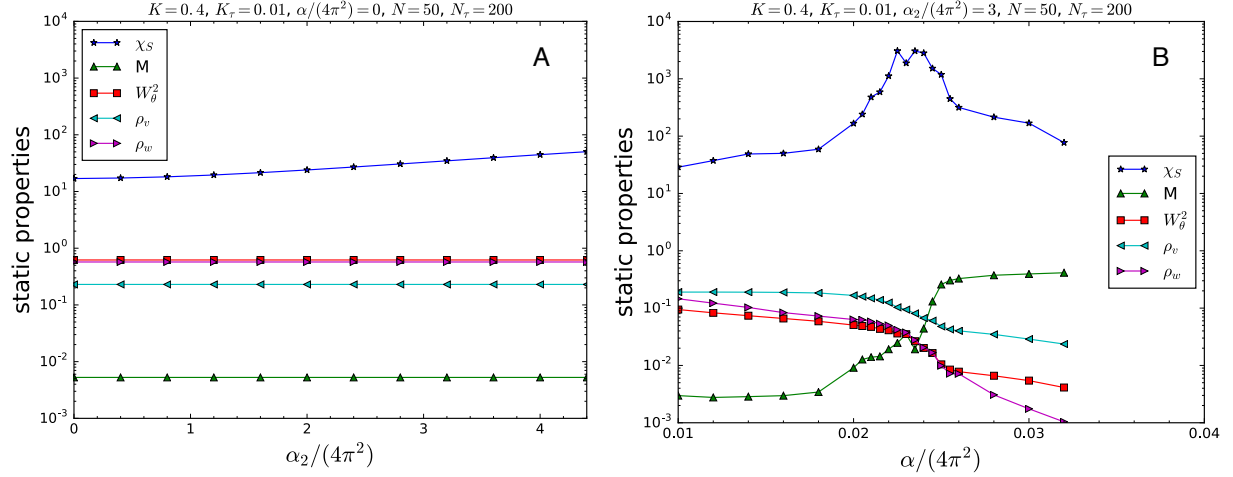 K = 0.4, K_τ = 0.01, α/(4π²) = 0, N = 50, N_τ = 200
A
χ_S
M
W_θ²
ρ_v
ρ_w
static properties
10⁴
10³
10²
10¹
10⁰
10⁻¹
10⁻²
10⁻³
0 1 2 3 4
α₂/(4π²)
K = 0.4, K_τ = 0.01, α₂/(4π²) = 3, N = 50, N_τ = 200
B
χ_S
M
W_θ²
ρ_v
ρ_w
static properties
10⁴
10³
10²
10¹
10⁰
10⁻¹
10⁻²
10⁻³
0.01 0.02 0.03 0.04
α/(4π²)